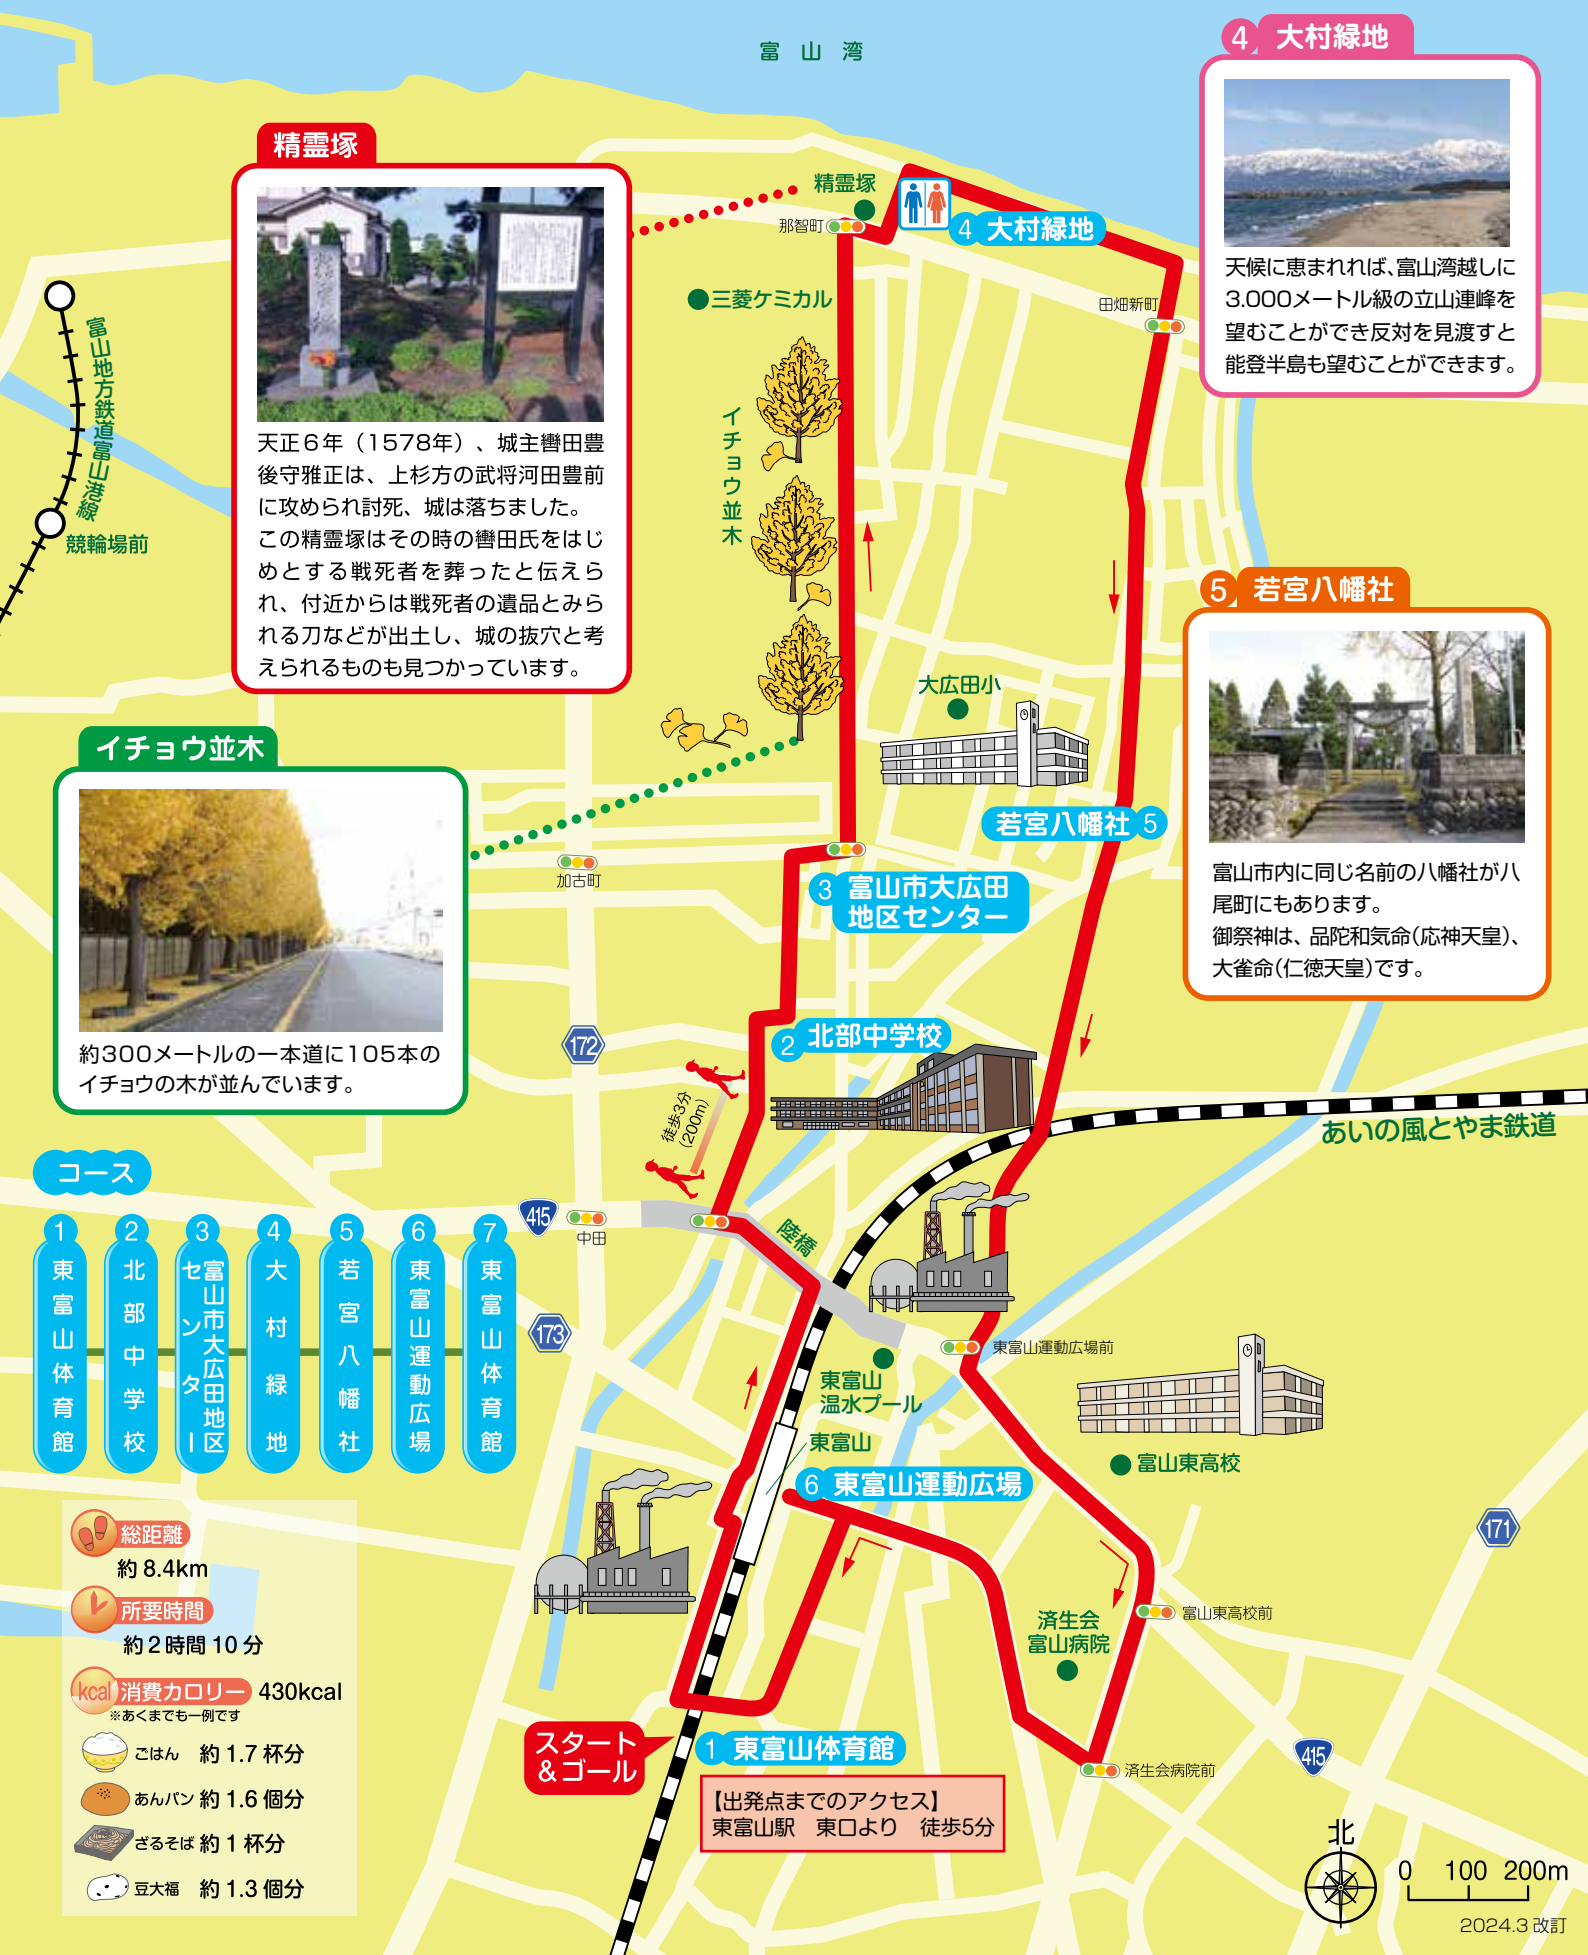 富山湾
4 大村緑地
天候に恵まれれば、富山湾越しに
3.000メートル級の立山連峰を
望むことができ反対を見渡すと
能登半島も望むことができます。
精霊塚
天正6年（1578年）、城主轡田豊
後守雅正は、上杉方の武将河田豊前
に攻められ討死、城は落ちました。
この精霊塚はその時の轡田氏をはじ
めとする戦死者を葬ったと伝えら
れ、付近からは戦死者の遺品とみら
れる刀などが出土し、城の抜穴と考
えられるものも見つかっています。
精霊塚
那智町
4 大村緑地
三菱ケミカル
田畑新町
富山地方鉄道富山港線
競輪場前
イチョウ並木
5 若宮八幡社
富山市内に同じ名前の八幡社が八
尾町にもあります。
御祭神は、品陀和気命(応神天皇)、
大雀命(仁徳天皇)です。
大広田小
イチョウ並木
約300メートルの一本道に105本の
イチョウの木が並んでいます。
若宮八幡社 5
加古町
3 富山市大広田
地区センター
172
2 北部中学校
徒歩3分
(200m)
あいの風とやま鉄道
コース
1 東富山体育館
2 北部中学校
3 富山市大広田地区
センター
4 大村緑地
5 若宮八幡社
6 東富山運動広場
7 東富山体育館
415
中田
陸橋
173
東富山運動広場前
東富山
温水プール
東富山
6 東富山運動広場
富山東高校
171
総距離
約8.4km
所要時間
約2時間10分
kcal 消費カロリー 430kcal
※あくまでも一例です
ごはん 約1.7杯分
あんパン 約1.6個分
ざるそば 約1杯分
豆大福 約1.3個分
済生会
富山病院
富山東高校前
スタート
&ゴール
1 東富山体育館
【出発点までのアクセス】
東富山駅 東口より 徒歩5分
済生会病院前
415
北
0 100 200m
2024.3改訂